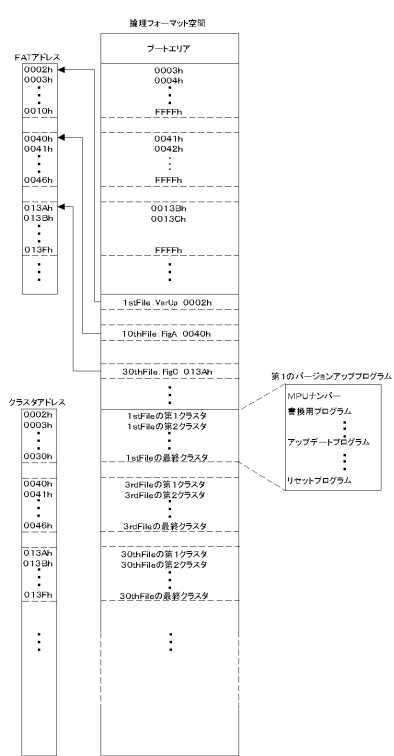 論理フォーマット空間
ブートエリア
FATアドレス
0002h
0003h
0010h
0040h
0041h
0046h
013Ah
013Bh
013Fh
0003h
0004h
FFFFh
0041h
0042h
FFFFh
0013Bh
0013Ch
FFFFh
1stFile.VerUp 0002h
10thFile.FigA 0040h
30thFile.FigC 013Ah
クラスタアドレス
0002h
0003h
0030h
0040h
0041h
0046h
013Ah
013Bh
013Fh
1stFileの第1クラスタ
1stFileの第2クラスタ
1stFileの最終クラスタ
3rdFileの第1クラスタ
3rdFileの第2クラスタ
3rdFileの最終クラスタ
30thFileの第1クラスタ
30thFileの第2クラスタ
30thFileの最終クラスタ
第1のバージョンアッププログラム
MPUナンバー
書換用プログラム
アップデートプログラム
リセットプログラム